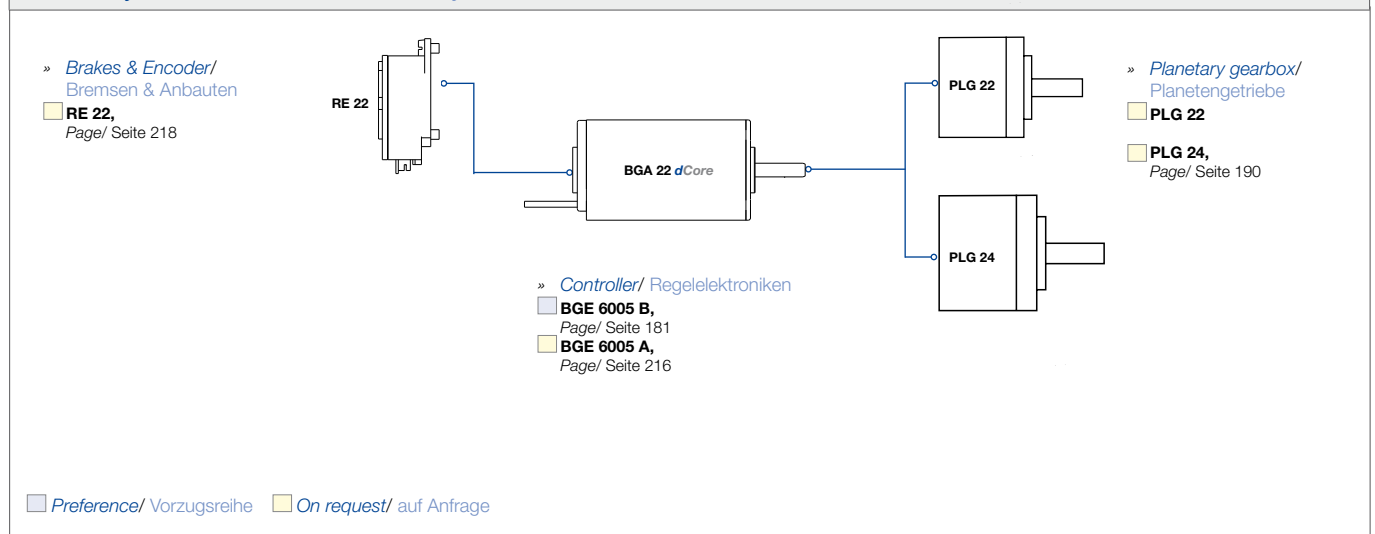 » Brakes & Encoder/
Bremsen & Anbauten
RE 22,
Page/ Seite 218
RE 22
BGA 22 dCore
PLG 22
PLG 24
» Planetary gearbox/
Planetengetriebe
PLG 22
PLG 24,
Page/ Seite 190
» Controller/ Regelelektroniken
BGE 6005 B,
Page/ Seite 181
BGE 6005 A,
Page/ Seite 216
Preference/ Vorzugsreihe On request/ auf Anfrage